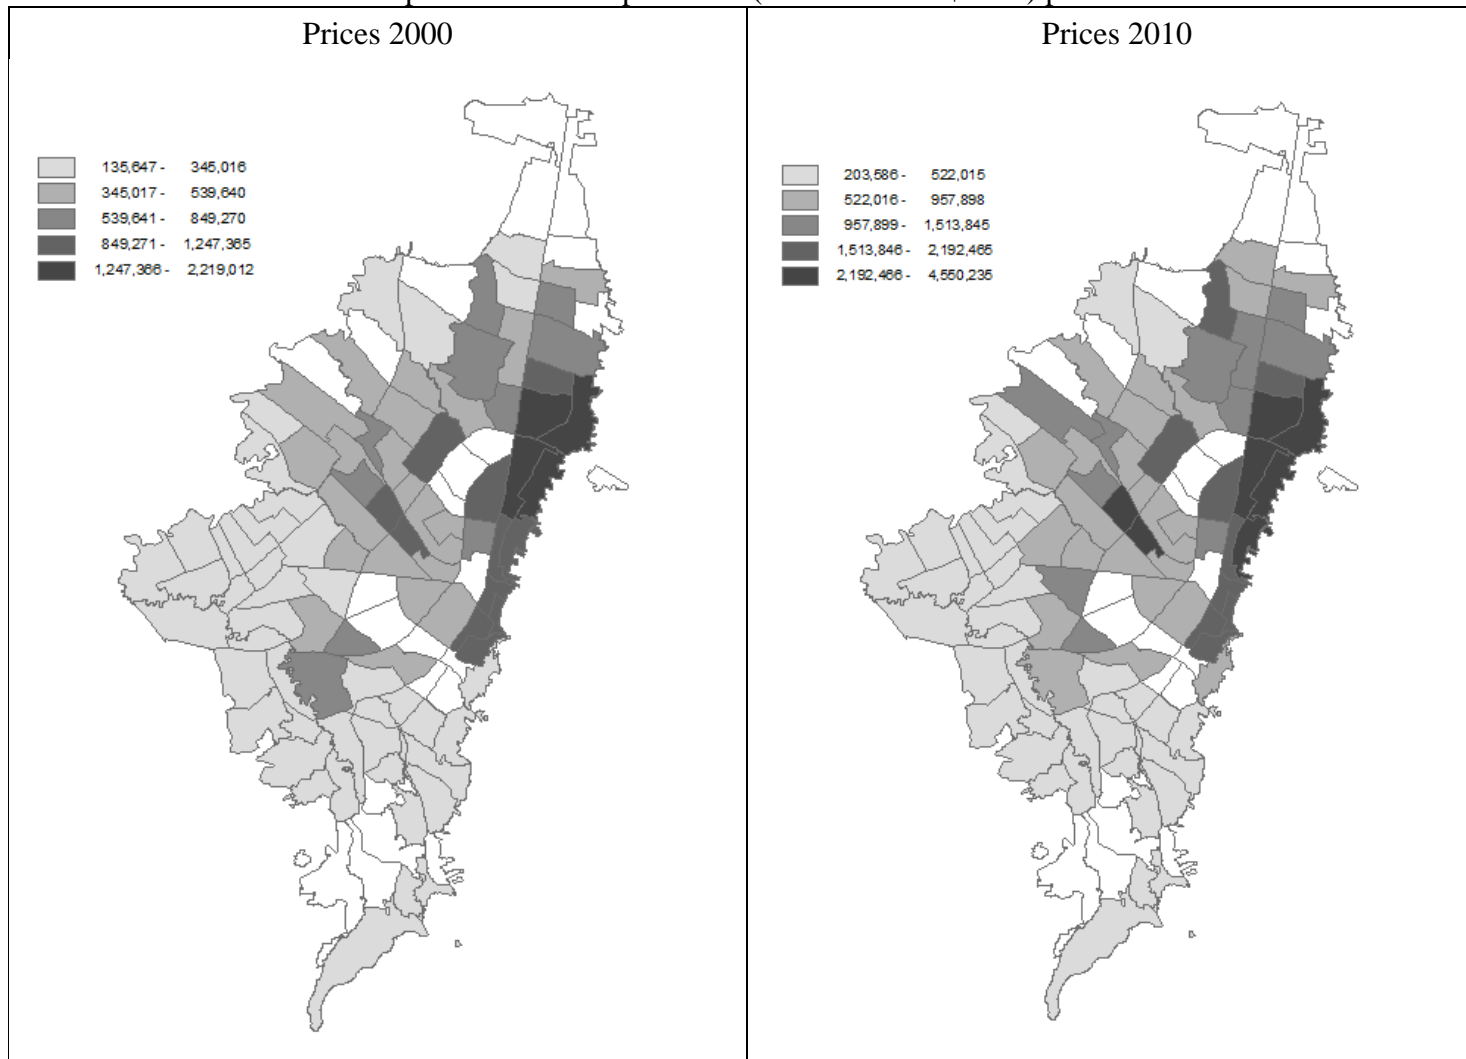 Prices 2000
135,647 - 345,016
345,017 - 539,640
539,641 - 849,270
849,271 - 1,247,365
1,247,366 - 2,219,012
Prices 2010
203,586 - 522,015
522,016 - 957,898
957,899 - 1,513,845
1,513,846 - 2,192,465
2,192,466 - 4,550,235